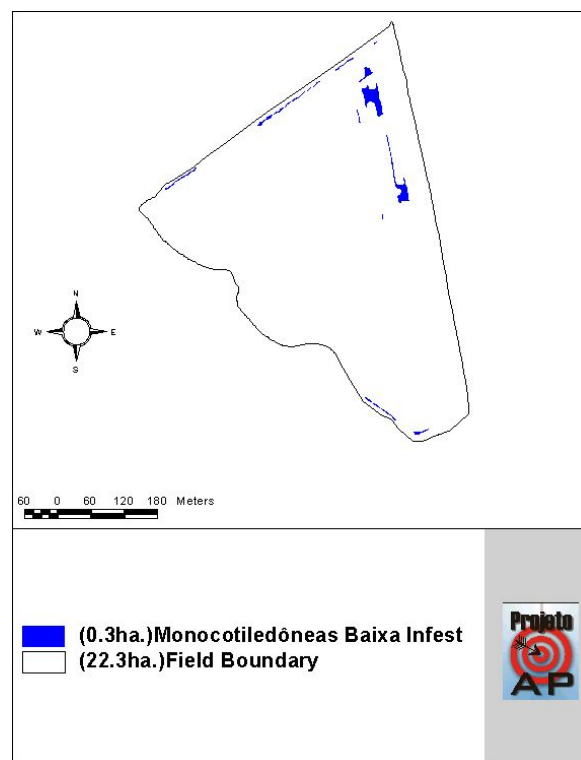 N
W E
S
60 0 60 120 180 Meters
(0.3ha.)Monocotiledôneas Baixa Infest
(22.3ha.)Field Boundary
Projeto
AP